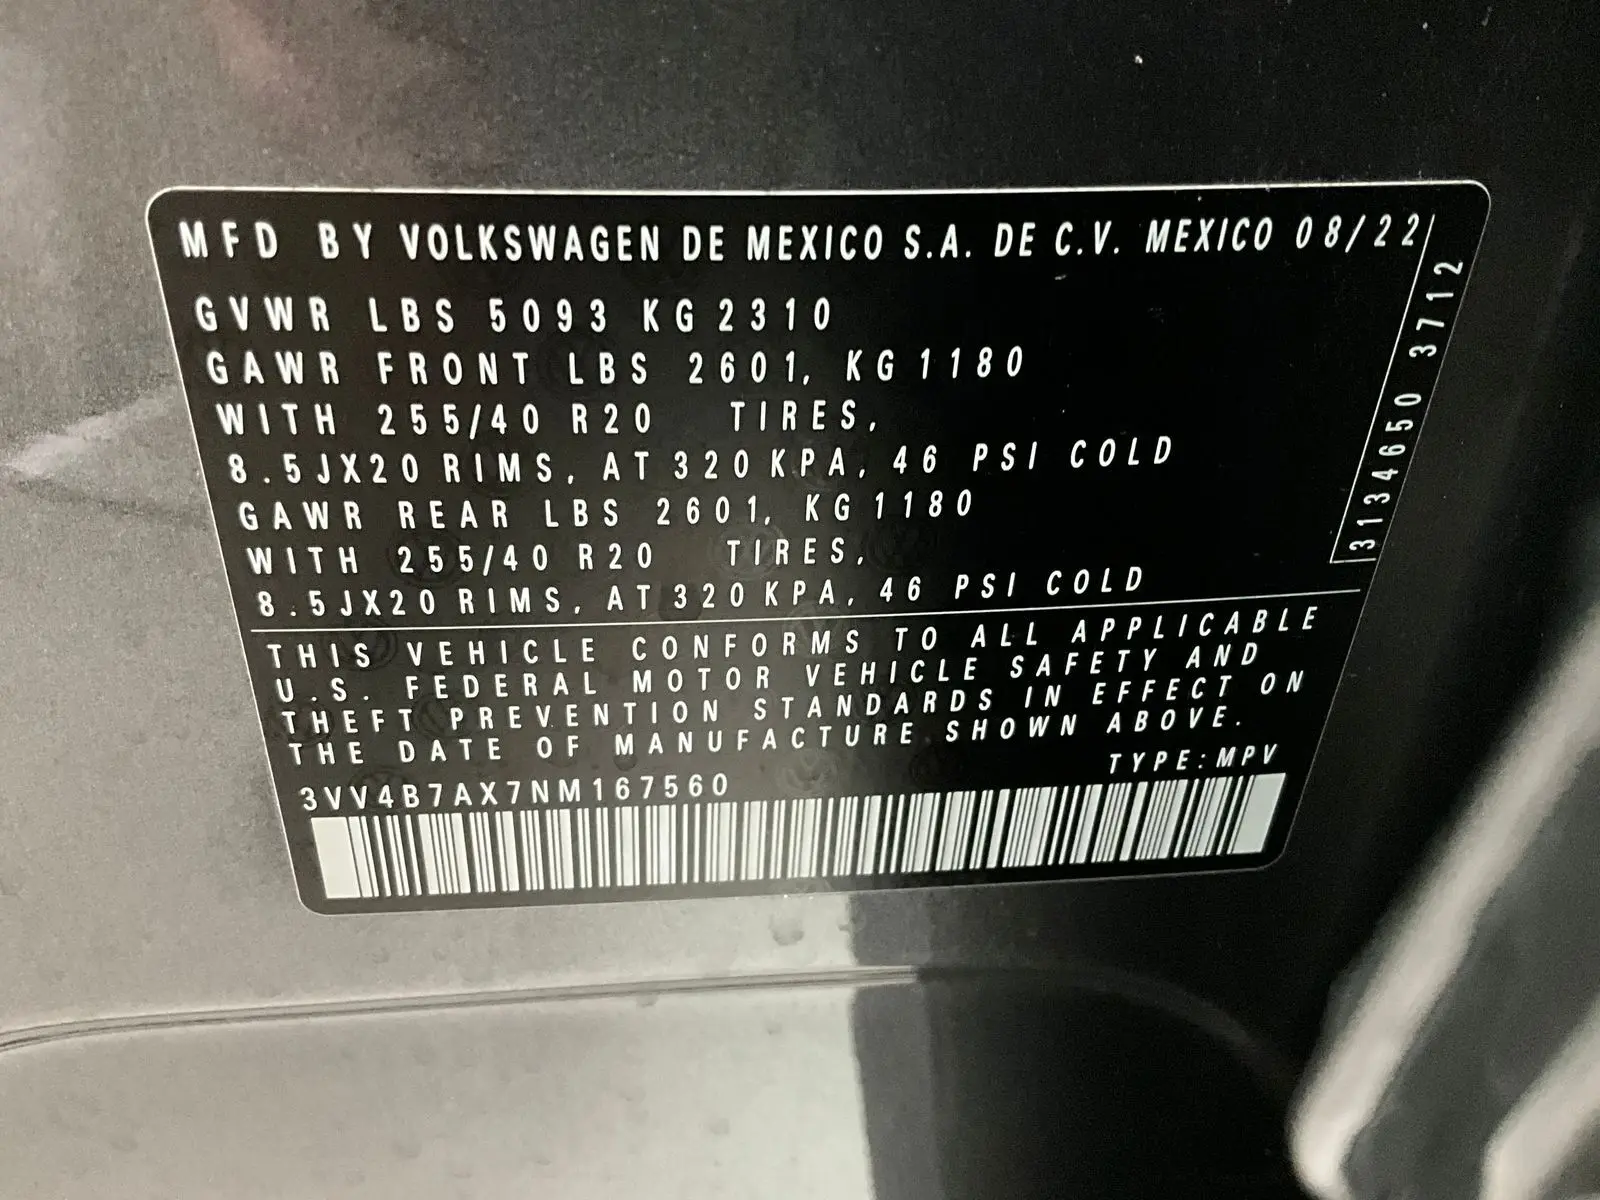 MFD BY VOLKSWAGEN DE MEXICO S.A. DE C.V. MEXICO 08/22
GVWR LBS 5093 KG 2310
GAWR FRONT LBS 2601, KG 1180
WITH 255/40 R20 TIRES,
8.5JX20 RIMS, AT 320 KPA, 46 PSI COLD
GAWR REAR LBS 2601, KG 1180
WITH 255/40 R20 TIRES,
8.5JX20 RIMS, AT 320 KPA, 46 PSI COLD
3134650 3712
THIS VEHICLE CONFORMS TO ALL APPLICABLE
U.S. FEDERAL MOTOR VEHICLE SAFETY AND
THEFT PREVENTION STANDARDS IN EFFECT ON
THE DATE OF MANUFACTURE SHOWN ABOVE.
TYPE: MPV
3VV4B7AX7NM167560